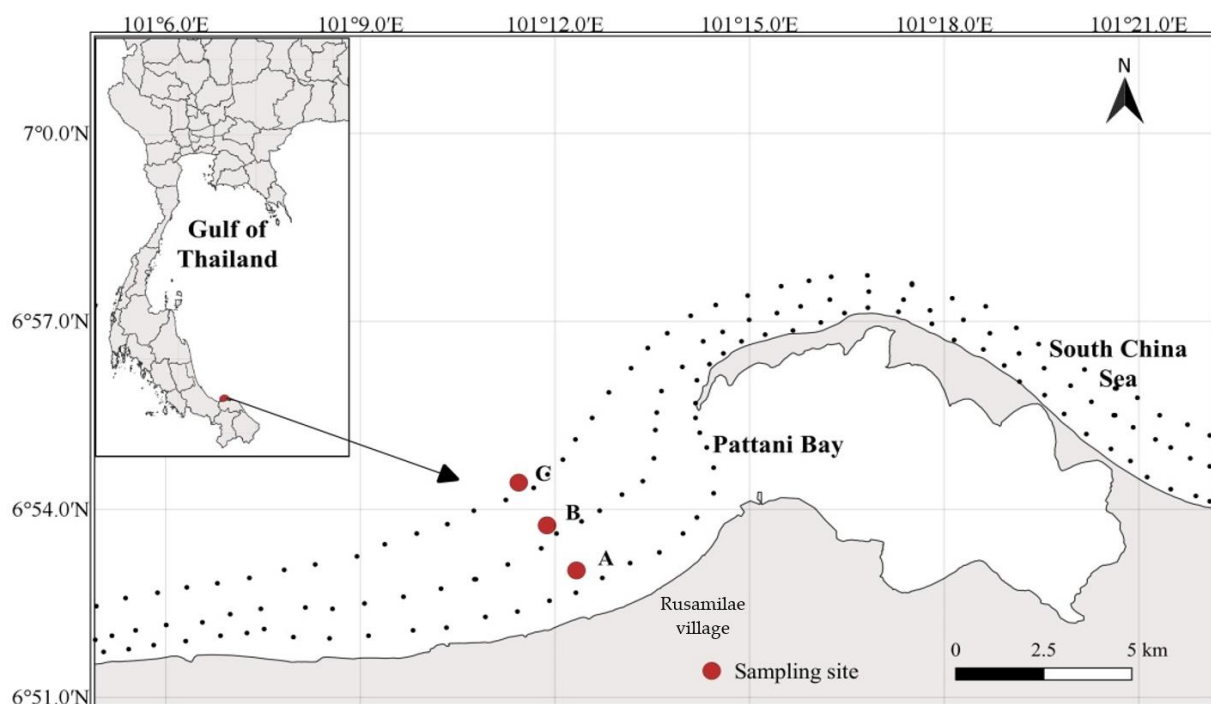 101°6.0′E 101°9.0′E 101°12.0′E 101°15.0′E 101°18.0′E 101°21.0′E
N
7°0.0′N
Gulf of
Thailand
6°57.0′N
South China
Sea
Pattani Bay
C
6°54.0′N
B
A
Rusamilae
village
0 2.5 5 km
Sampling site
6°51.0′N